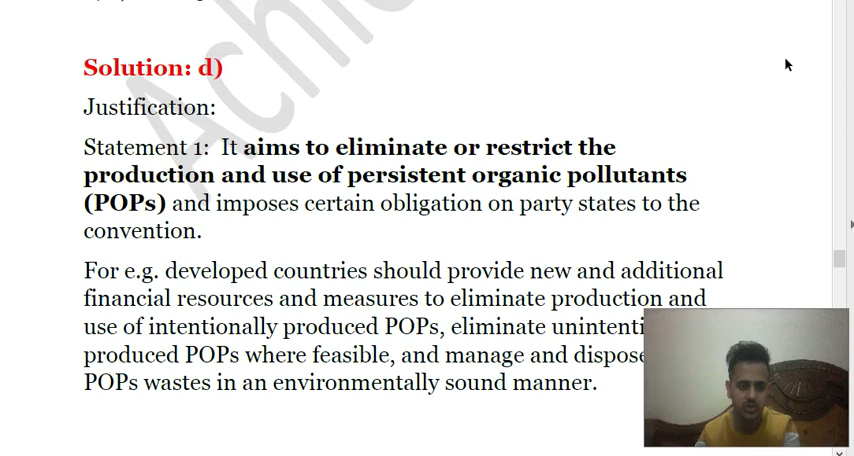 Solution: d)
Justification:
Statement 1: It aims to eliminate or restrict the
production and use of persistent organic pollutants
(POPs) and imposes certain obligation on party states to the
convention.
For e.g. developed countries should provide new and additional
financial resources and measures to eliminate production and
use of intentionally produced POPs, eliminate unintenti
produced POPs where feasible, and manage and dispose
POPs wastes in an environmentally sound manner.